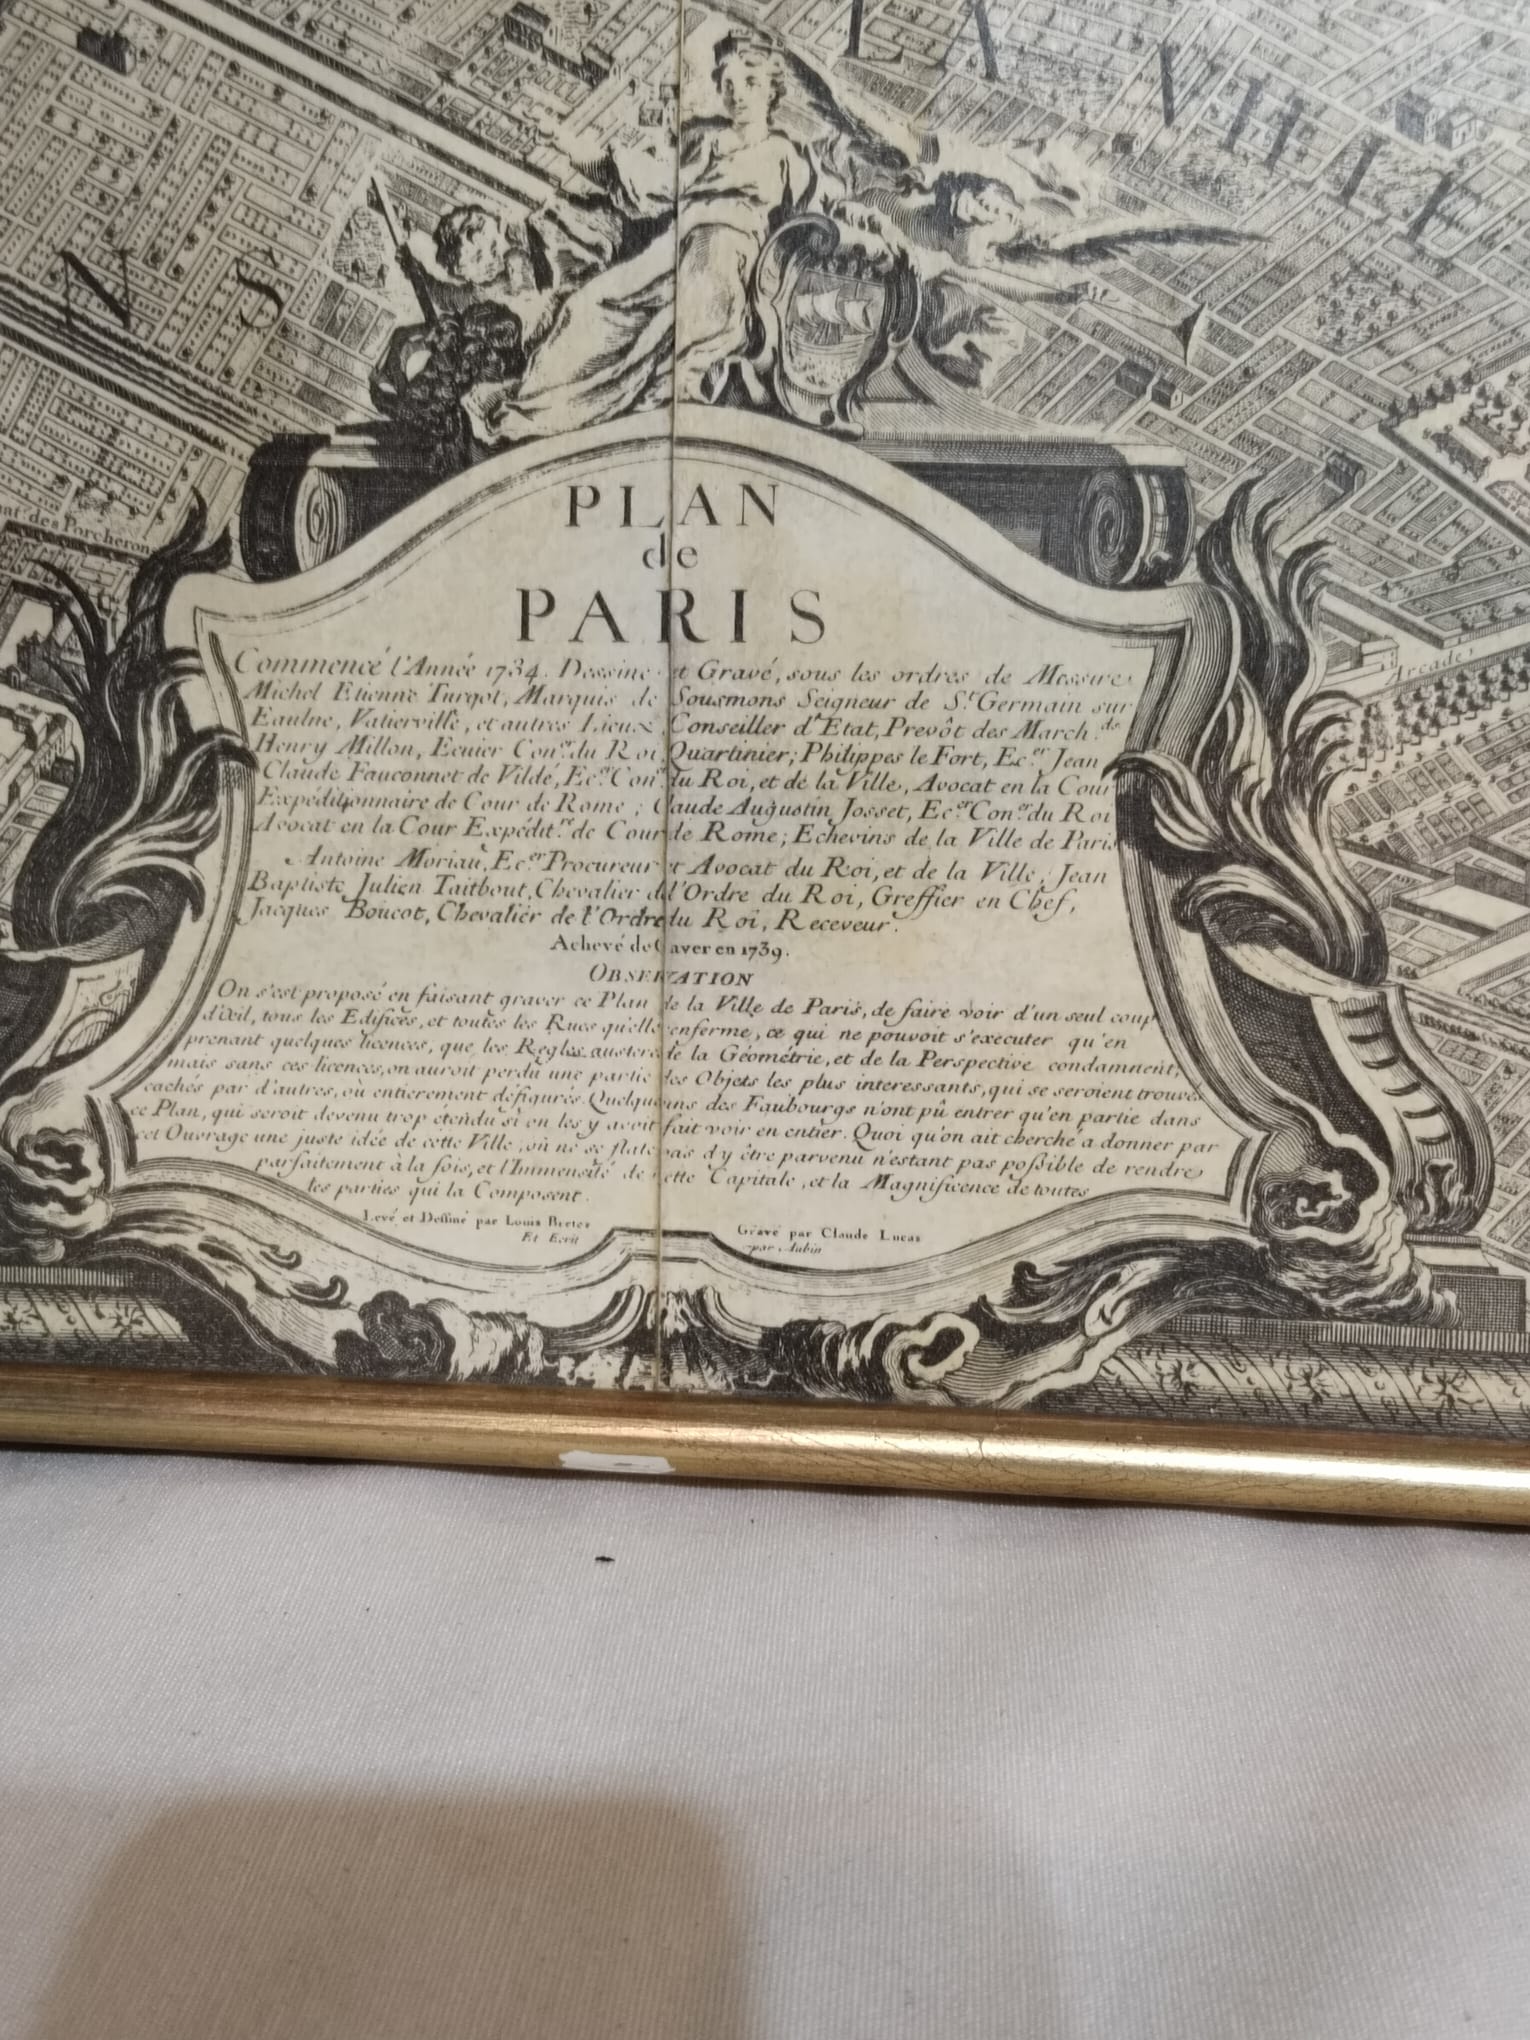 LA VILLE
N S
des Porcherons
Arcade
PLAN
de
PARIS
Commencé l'Année 1734. Dessiné et Gravé, sous les ordres de Messire
Michel Etienne Turgot, Marquis de Sousmons Seigneur de St. Germain sur
Eaulne, Vatierville, et autres Lieux, Conseiller d'Etat, Prevôt des March.ds
Henry Millon, Ecuier Con.er du Roi, Quartinier; Philippes le Fort, Ec.er Jean
Claude Fauconnet de Vildé, Ec.er Con.er du Roi, et de la Ville, Avocat en la Cour
Expéditionnaire de Cour de Rome; Claude Augustin Josset, Ec.er Con.er du Roi
Avocat en la Cour Expédit.re de Cour de Rome; Echevins de la Ville de Paris
Antoine Moriau, Ec.er Procureur et Avocat du Roi, et de la Ville; Jean
Baptiste Julien Taitbout, Chevalier de l'Ordre du Roi, Greffier en Chef,
Jacques Boucot, Chevalier de l'Ordre du Roi, Receveur.
Achevé de Graver en 1739.
OBSERVATION
On s'est proposé en faisant graver ce Plan de la Ville de Paris, de faire voir d'un seul coup
d'œil, tous les Edifices, et toutes les Rues qu'elle renferme, ce qui ne pouvoit s'executer qu'en
prenant quelques licences, que les Regles austeres de la Géométrie, et de la Perspective condamnent;
mais sans ces licences, on auroit perdu une partie des Objets les plus interessants, qui se seroient trouvés
cachés par d'autres, où entierement défigurés. Quelques uns des Faubourgs n'ont pû entrer qu'en partie dans
ce Plan, qui seroit devenu trop étendu si on les y avoit fait voir en entier. Quoi qu'on ait cherché a donner par
cet Ouvrage une juste idée de cette Ville, on ne se flate pas d'y être parvenu n'estant pas possible de rendre
parfaitement à la fois, et l'Immensité de cette Capitale, et la Magnificence de toutes
les parties qui la Composent.
Levé et Dessiné par Louis Bretez
Gravé par Claude Lucas
Et Ecrit par Aubin